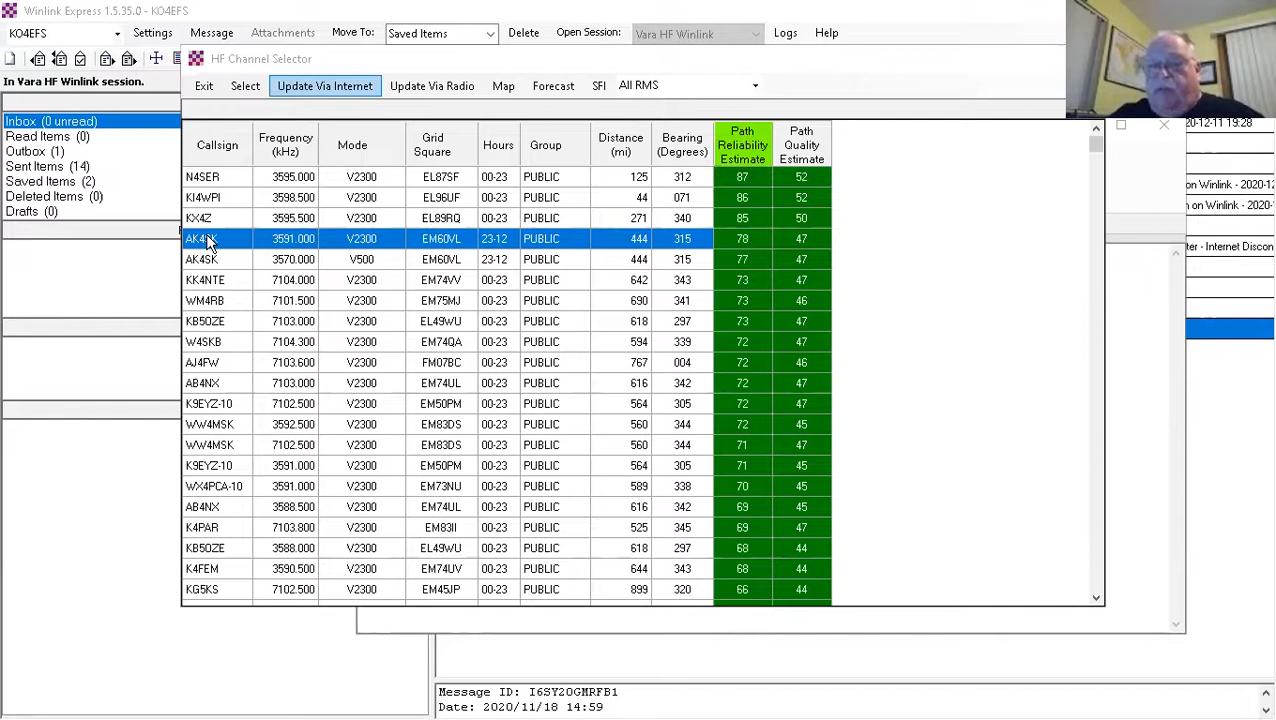 Winlink Express 1.5.35.0 - KO4EFS
KO4EFS Settings Message Attachments Move To: Saved Items Delete Open Session: Vara HF Winlink Logs Help
HF Channel Selector
In Vara HF Winlink session.
Exit Select Update Via Internet Update Via Radio Map Forecast SFI All RMS
Inbox (0 unread)
Read Items (0)
Outbox (1)
Sent Items (14)
Saved Items (2)
Deleted Items (0)
Drafts (0)
Callsign Frequency (kHz) Mode Grid Square Hours Group Distance (mi) Bearing (Degrees) Path Reliability Estimate Path Quality Estimate
N4SER 3595.000 V2300 EL87SF 00-23 PUBLIC 125 312 87 52
KI4WPI 3598.500 V2300 EL96UF 00-23 PUBLIC 44 071 86 52
KX4Z 3595.500 V2300 EL89RQ 00-23 PUBLIC 271 340 85 50
AK4SK 3591.000 V2300 EM60VL 23-12 PUBLIC 444 315 78 47
AK4SK 3570.000 V500 EM60VL 23-12 PUBLIC 444 315 77 47
KK4NTE 7104.000 V2300 EM74VV 00-23 PUBLIC 642 343 73 47
WM4RB 7101.500 V2300 EM75MJ 00-23 PUBLIC 690 341 73 46
KB5OZE 7103.000 V2300 EL49WU 00-23 PUBLIC 618 297 73 47
W4SKB 7104.300 V2300 EM74QA 00-23 PUBLIC 594 339 72 47
AJ4FW 7103.600 V2300 FM07BC 00-23 PUBLIC 767 004 72 46
AB4NX 7103.000 V2300 EM74UL 00-23 PUBLIC 616 342 72 47
K9EYZ-10 7102.500 V2300 EM50PM 00-23 PUBLIC 564 305 72 47
WW4MSK 3592.500 V2300 EM83DS 00-23 PUBLIC 560 344 72 45
WW4MSK 7102.500 V2300 EM83DS 00-23 PUBLIC 560 344 71 47
K9EYZ-10 3591.000 V2300 EM50PM 00-23 PUBLIC 564 305 71 45
WX4PCA-10 3591.000 V2300 EM73NU 00-23 PUBLIC 589 338 70 45
AB4NX 3588.500 V2300 EM74UL 00-23 PUBLIC 616 342 69 45
K4PAR 7103.800 V2300 EM83II 00-23 PUBLIC 525 345 69 47
KB5OZE 3588.000 V2300 EL49WU 00-23 PUBLIC 618 297 68 44
K4FEM 3590.500 V2300 EM74UV 00-23 PUBLIC 644 343 68 44
KG5KS 7102.500 V2300 EM45JP 00-23 PUBLIC 899 320 66 44
-12-11 19:28
on Winlink - 2020-12
on Winlink - 2020-12
ter - Internet Discon
Message ID: I6SY2OGMRFB1
Date: 2020/11/18 14:59